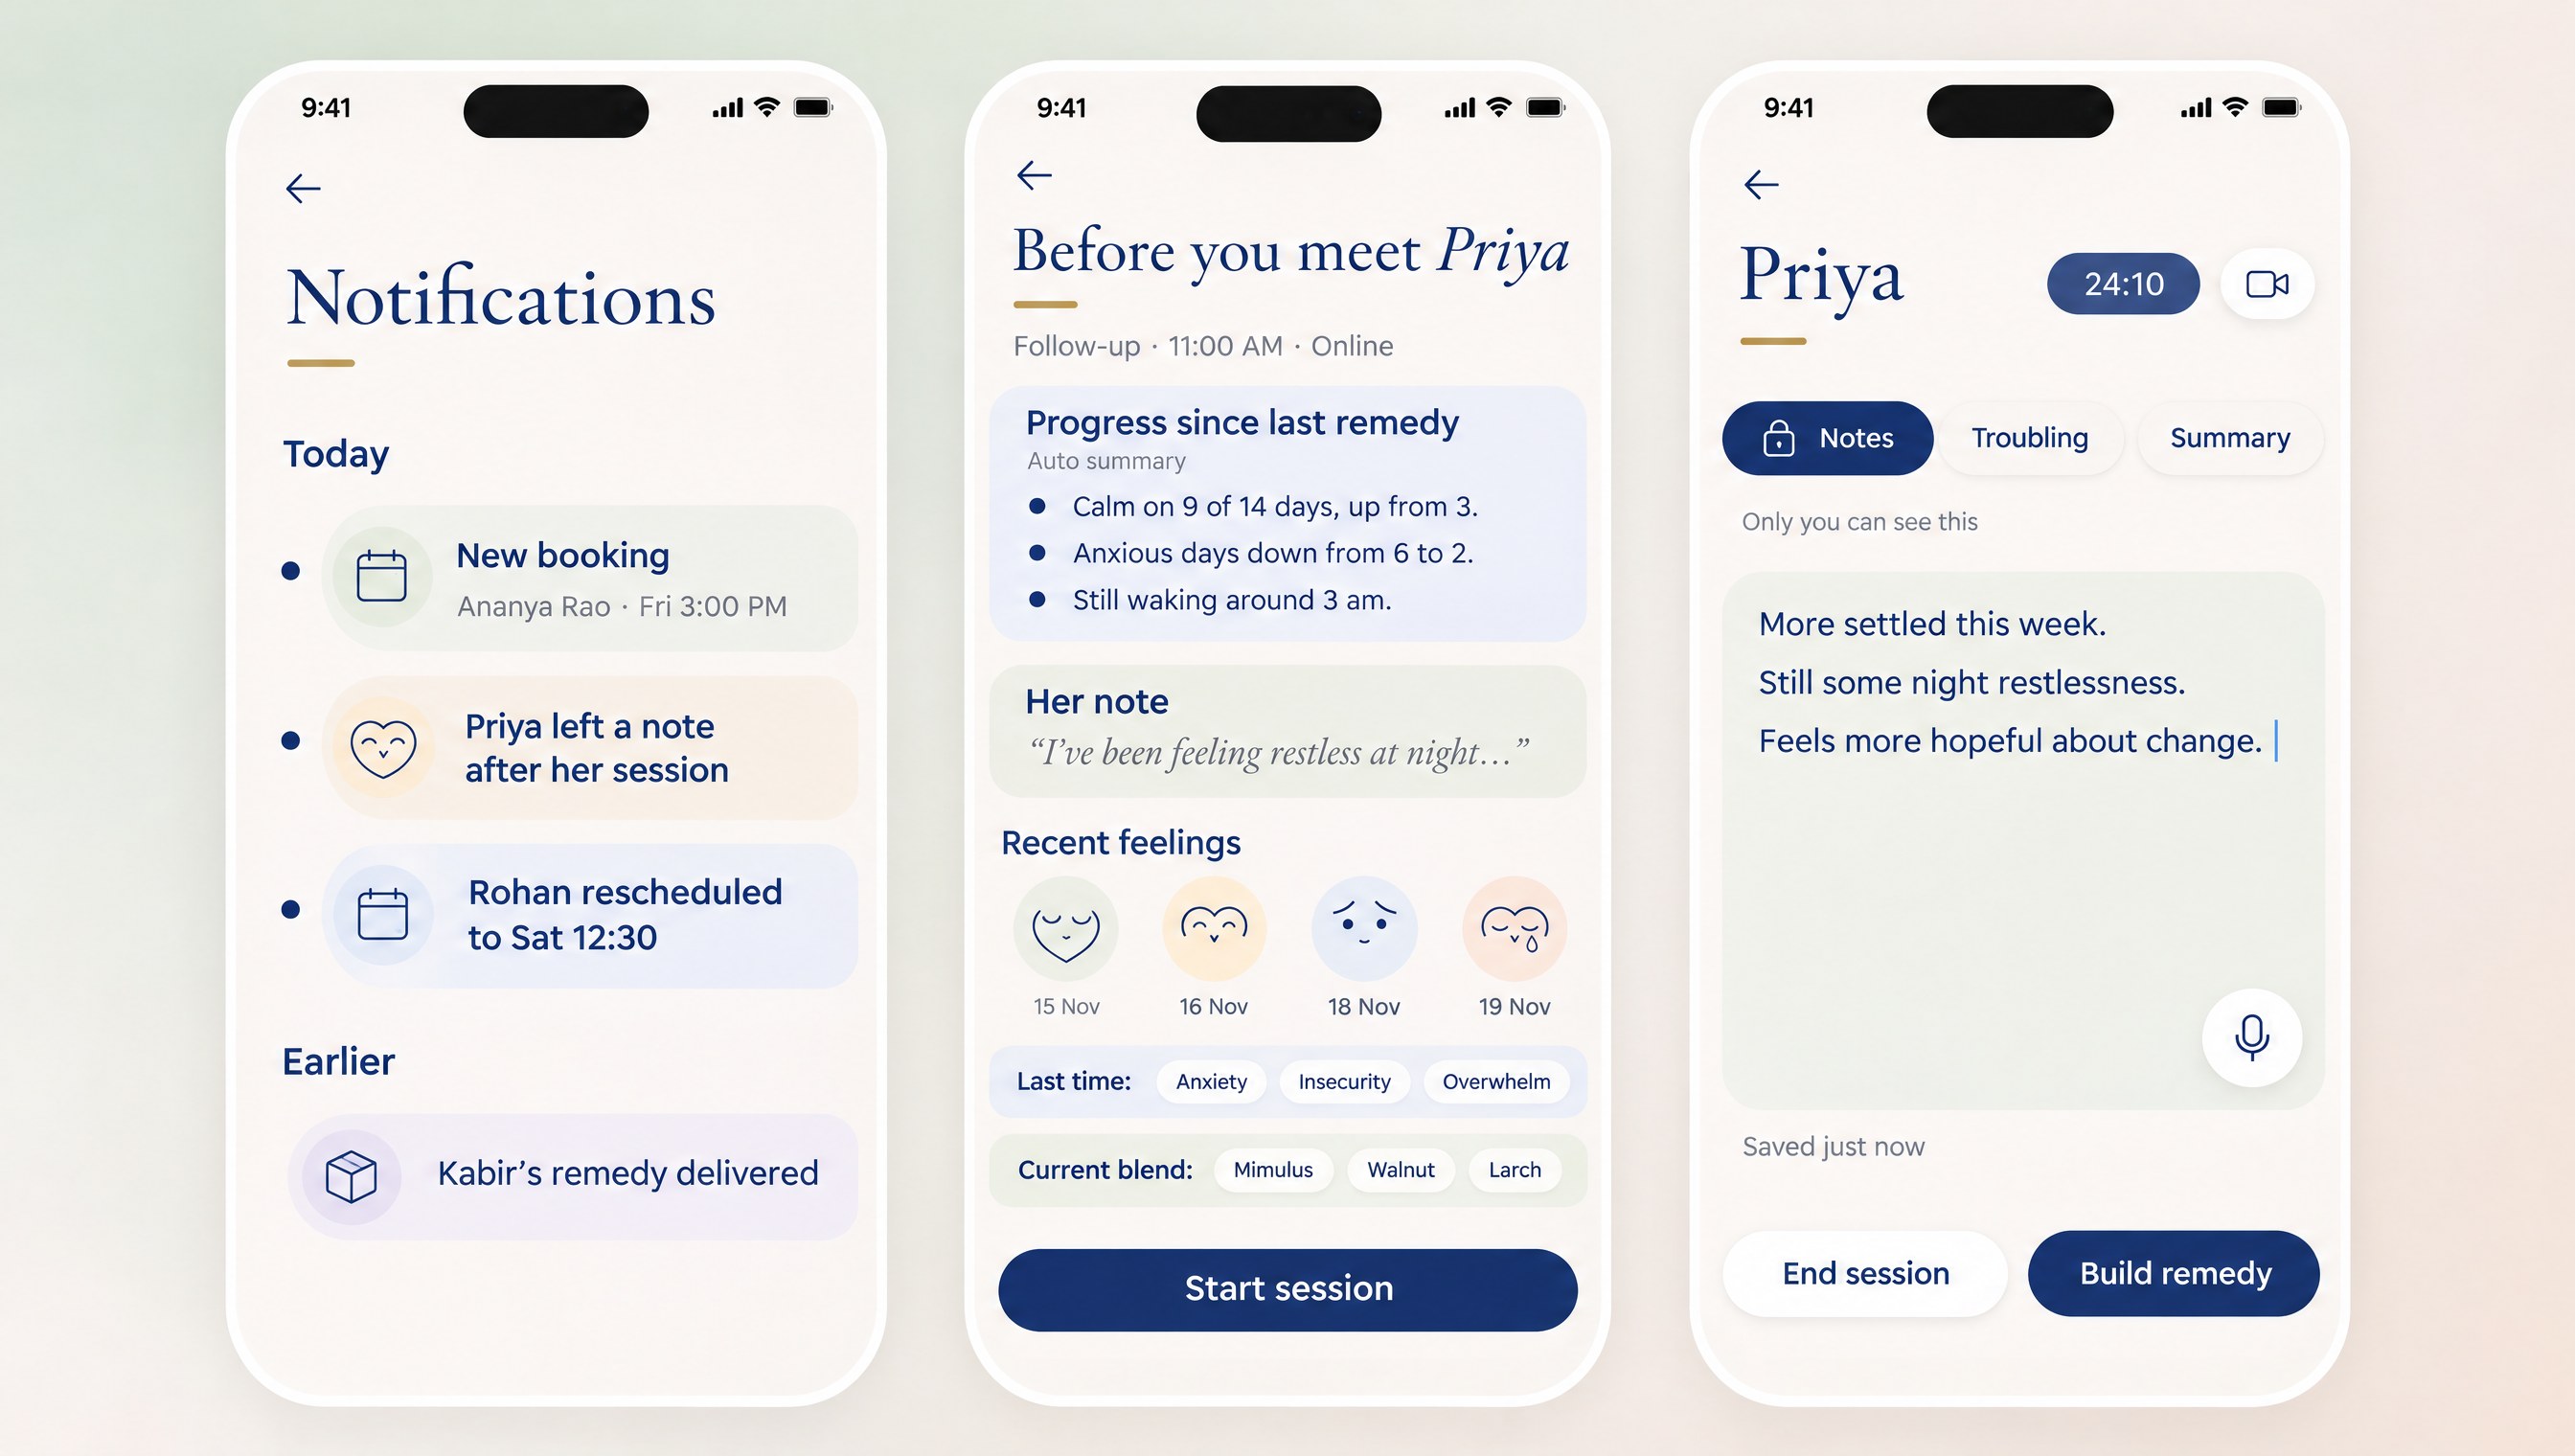 9:41
Notifications
Today
New booking
Ananya Rao · Fri 3:00 PM
Priya left a note
after her session
Rohan rescheduled
to Sat 12:30
Earlier
Kabir’s remedy delivered
9:41
Before you meet Priya
Follow-up · 11:00 AM · Online
Progress since last remedy
Auto summary
Calm on 9 of 14 days, up from 3.
Anxious days down from 6 to 2.
Still waking around 3 am.
Her note
“I’ve been feeling restless at night…”
Recent feelings
15 Nov 16 Nov 18 Nov 19 Nov
Last time: Anxiety Insecurity Overwhelm
Current blend: Mimulus Walnut Larch
Start session
9:41
Priya 24:10
Notes Troubling Summary
Only you can see this
More settled this week.
Still some night restlessness.
Feels more hopeful about change.
Saved just now
End session Build remedy